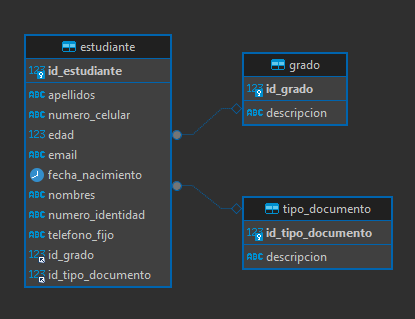 estudiante
123 id_estudiante
ABC apellidos
ABC numero_celular
123 edad
ABC email
fecha_nacimiento
ABC nombres
ABC numero_identidad
ABC telefono_fijo
123 id_grado
123 id_tipo_documento
grado
123 id_grado
ABC descripcion
tipo_documento
123 id_tipo_documento
ABC descripcion